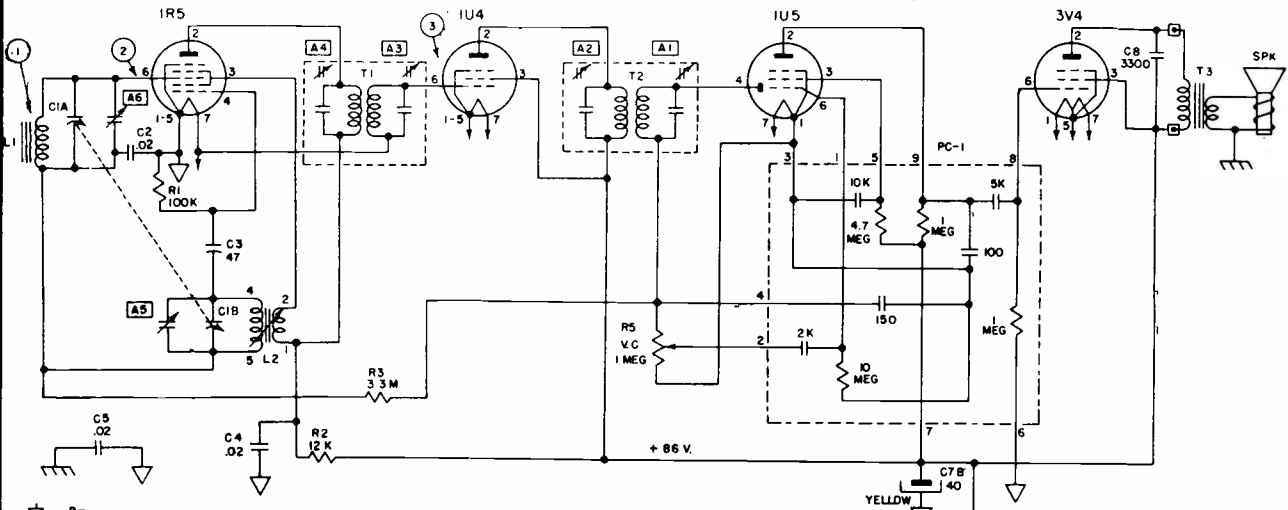 1R5
1U4
1U5
3V4
2
2
2
2
C8
3300
SPK
1
2
3
A4
A3
A2
A1
6
3
4
6
3
4
3
6
3
T1
T2
T3
C1A
A6
1-5
7
1-5
7
7
1
1
5
7
L1
C2
.02
R1
100K
3
1
5
9
PC-1
8
10K
5K
4.7
MEG
1
MEG
100
C3
47
A5
4
C1B
2
5
L2
1
4
150
1
MEG
R5
V.C
1 MEG
2
2K
10
MEG
R3
3.3M
C5
.02
C4
.02
R2
12K
+ 86 V.
7
6
C7B
40
YELLOW
B-